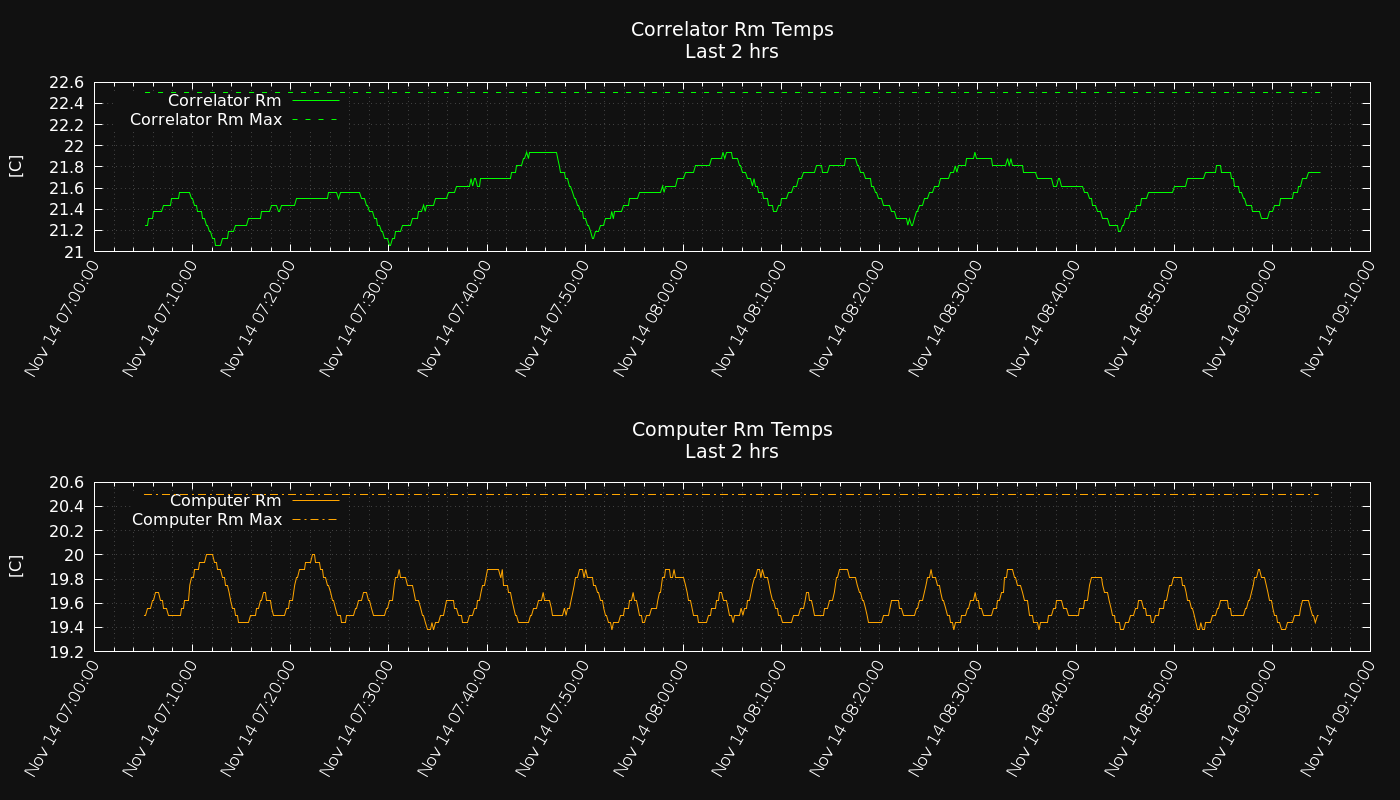 Correlator Rm Temps
Last 2 hrs
22.6
22.4
22.2
22
21.8
21.6
21.4
21.2
21
[C]
Correlator Rm
Correlator Rm Max
Nov 14 07:00:00
Nov 14 07:10:00
Nov 14 07:20:00
Nov 14 07:30:00
Nov 14 07:40:00
Nov 14 07:50:00
Nov 14 08:00:00
Nov 14 08:10:00
Nov 14 08:20:00
Nov 14 08:30:00
Nov 14 08:40:00
Nov 14 08:50:00
Nov 14 09:00:00
Nov 14 09:10:00
Computer Rm Temps
Last 2 hrs
20.6
20.4
20.2
20
19.8
19.6
19.4
19.2
[C]
Computer Rm
Computer Rm Max
Nov 14 07:00:00
Nov 14 07:10:00
Nov 14 07:20:00
Nov 14 07:30:00
Nov 14 07:40:00
Nov 14 07:50:00
Nov 14 08:00:00
Nov 14 08:10:00
Nov 14 08:20:00
Nov 14 08:30:00
Nov 14 08:40:00
Nov 14 08:50:00
Nov 14 09:00:00
Nov 14 09:10:00